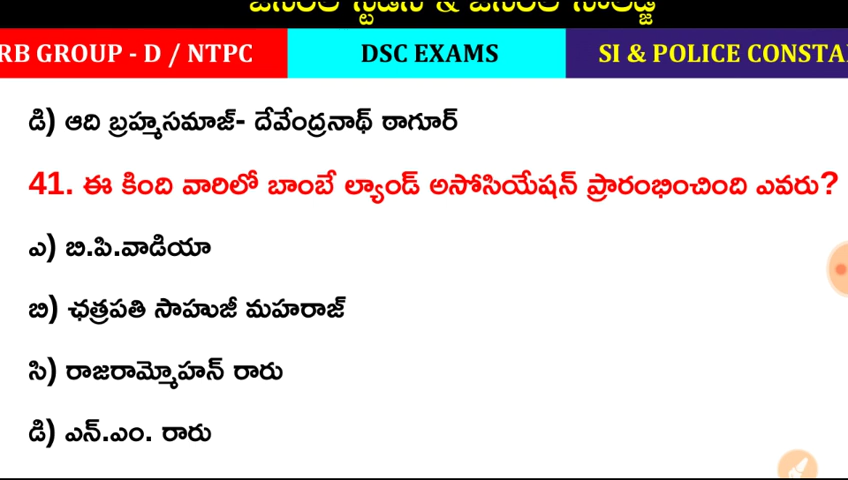 RB GROUP - D / NTPC DSC EXAMS SI & POLICE CONSTA
డి) ఆది బ్రహ్మసమాజ్- దేవేంద్రనాథ్ ఠాగూర్
41. ఈ కింది వారిలో బాంబే ల్యాండ్ అసోసియేషన్ ప్రారంభించింది ఎవరు?
ఎ) బి.పి.వాడియా
బి) ఛత్రపతి సాహుజీ మహరాజ్
సి) రాజరామ్మోహన్ రారు
డి) ఎన్.ఎం. రారు